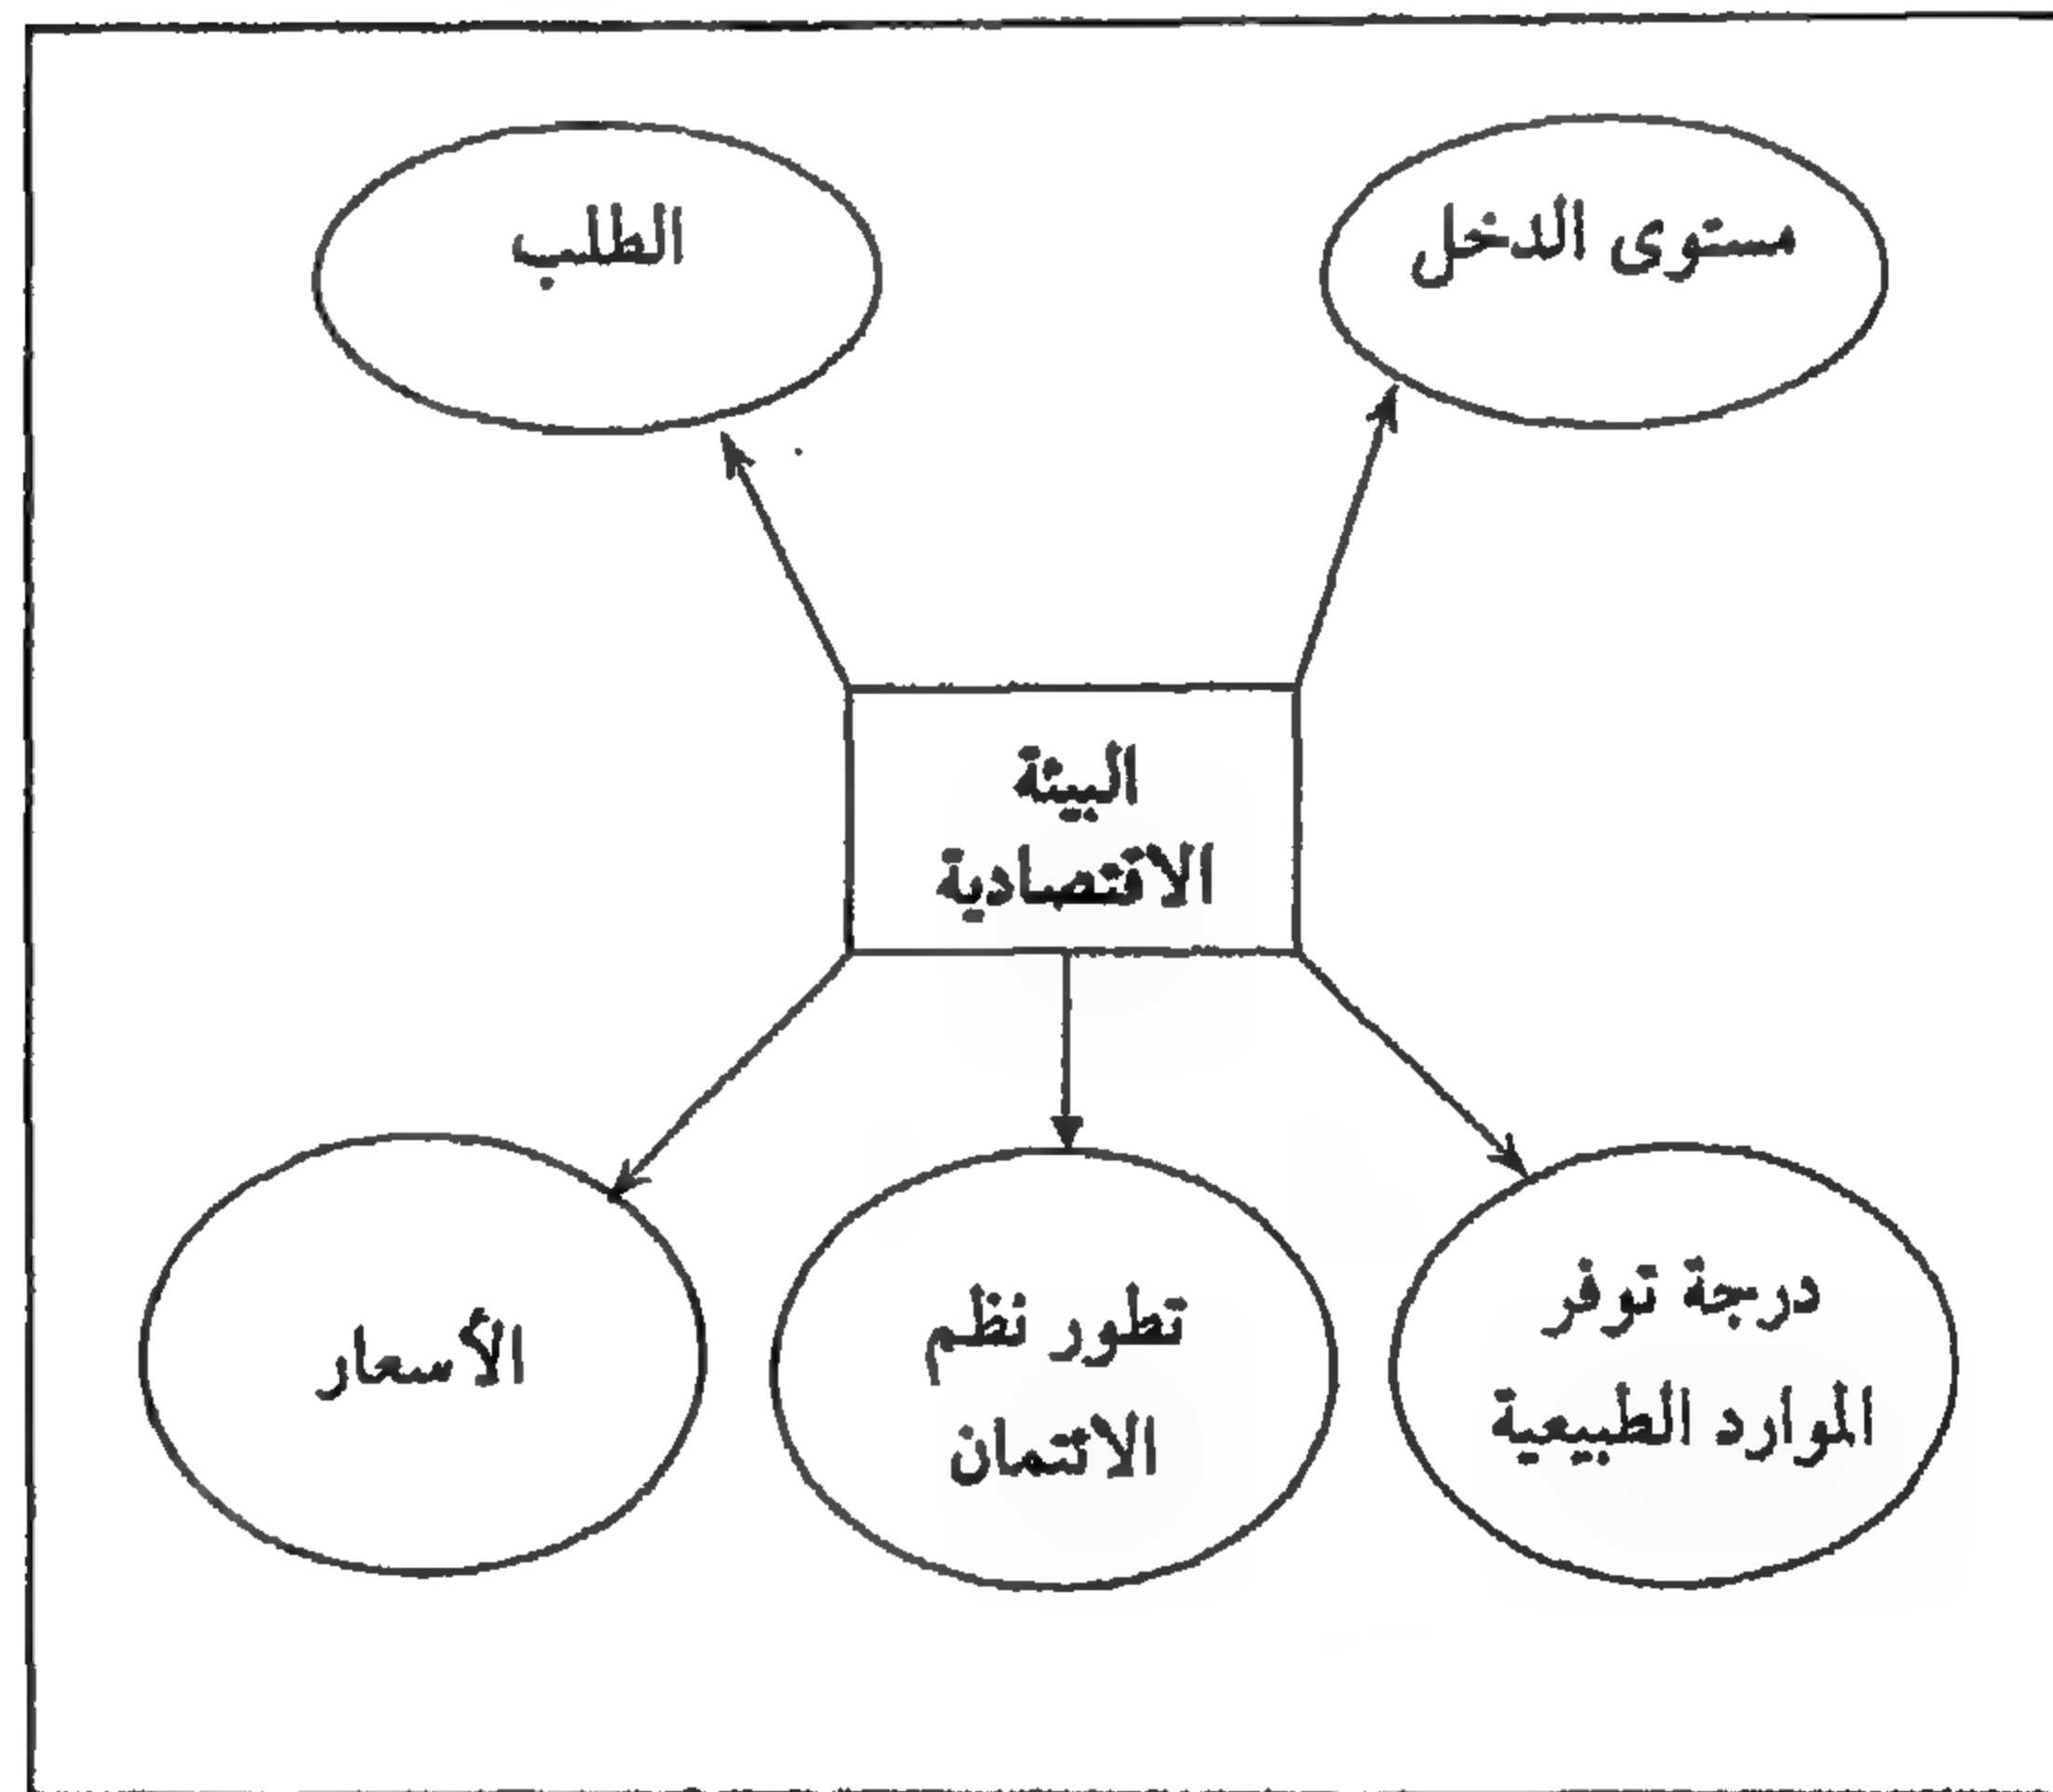 مستوى الدخل
الطلب
البيئة
الاقتصادية
درجة توفر
الموارد الطبيعية
تطور نظم
الائتمان
الأسعار